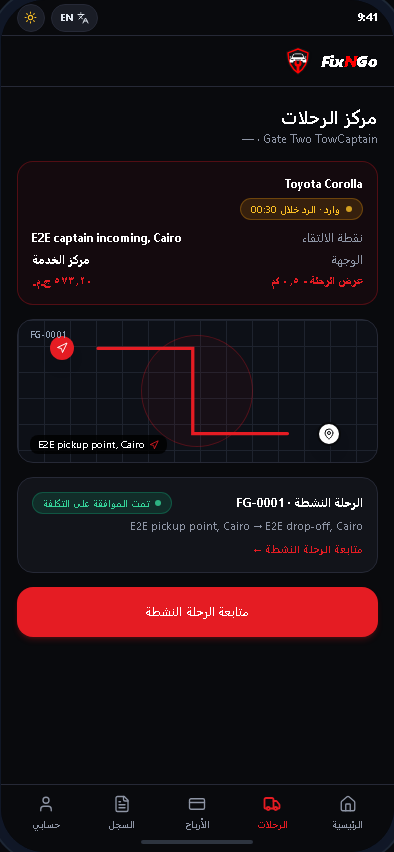 9:41
EN
FixNGo
مركز الرحلات
Gate Two TowCaptain · —
Toyota Corolla
وارد · الرد خلال 00:30
نقطة الالتقاء E2E captain incoming, Cairo
الوجهة مركز الخدمة
عرض الرحلة · ٠٫٥ كم ٥٧٣٫٢٠ ج.م.
FG-0001
E2E pickup point, Cairo
الرحلة النشطة · FG-0001 تمت الموافقة على التكلفة
E2E pickup point, Cairo → E2E drop-off, Cairo
متابعة الرحلة النشطة ←
متابعة الرحلة النشطة
الرئيسية الرحلات الأرباح السجل حسابي